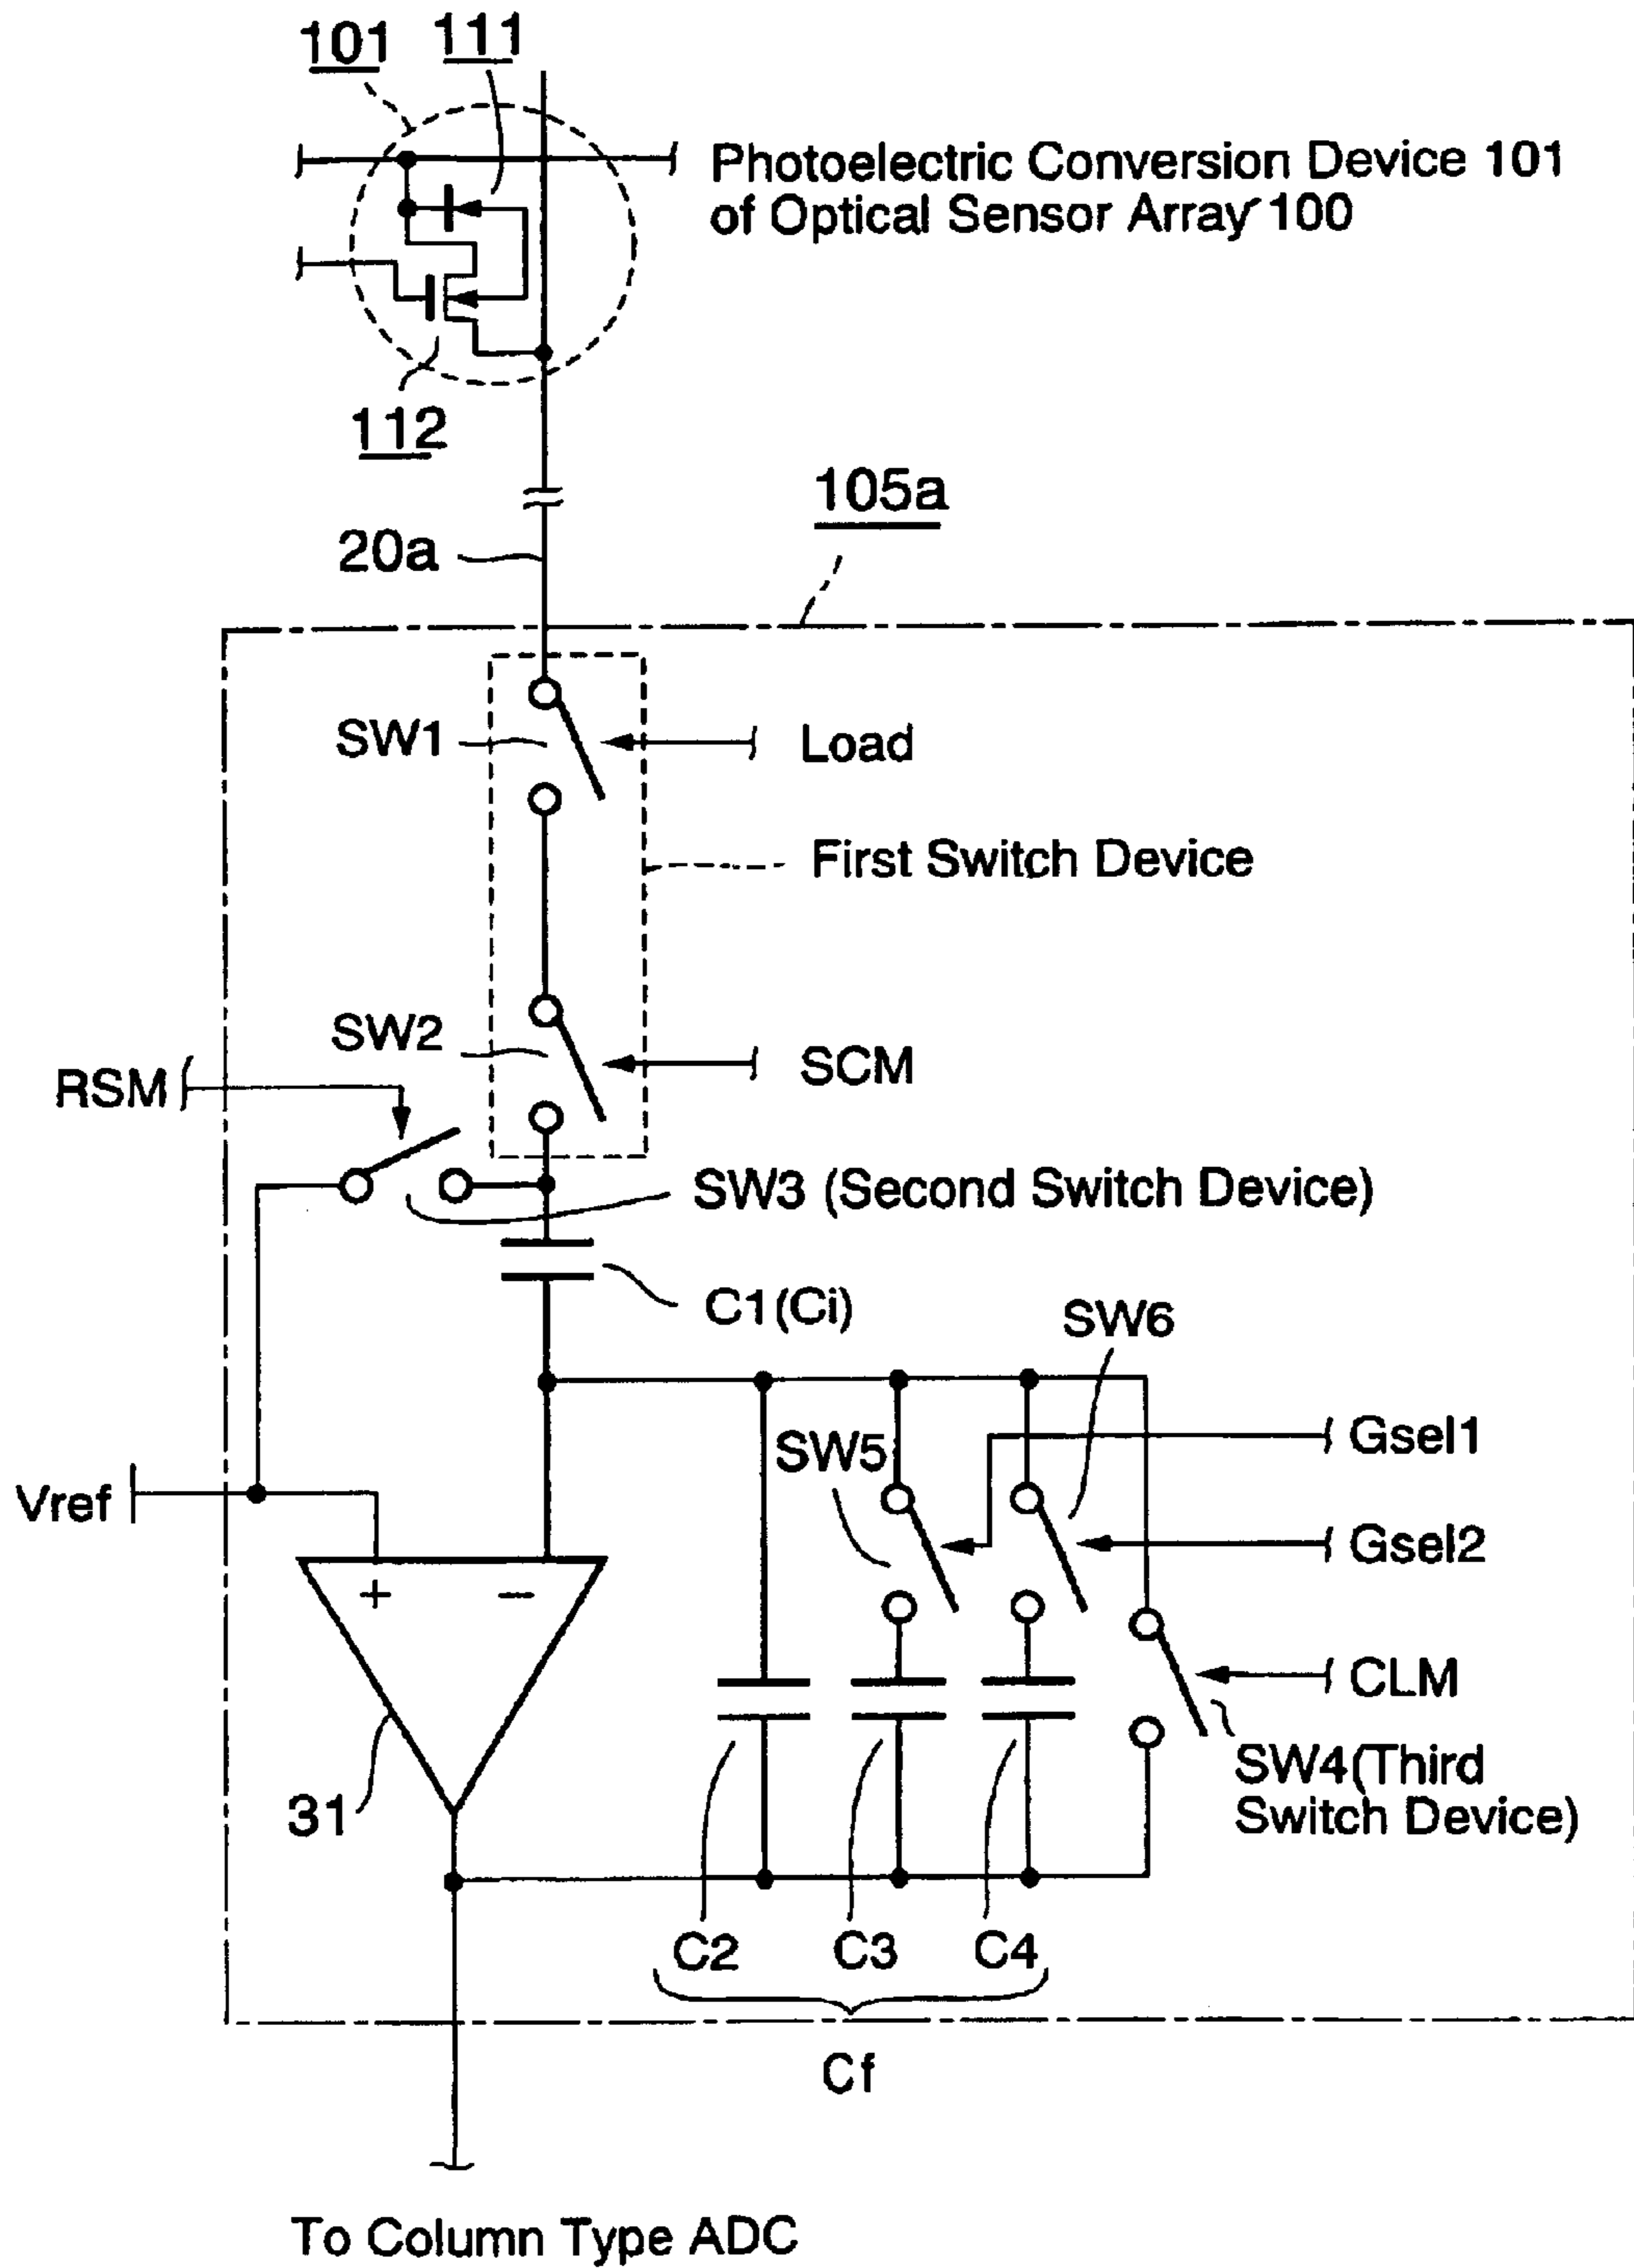 101
111
Photoelectric Conversion Device 101
of Optical Sensor Array 100
112
105a
20a
SW1
Load
First Switch Device
SW2
SCM
RSM
SW3 (Second Switch Device)
C1(Ci)
SW6
SW5
Gsel1
Vref
Gsel2
+
−
CLM
31
SW4(Third
Switch Device)
C2
C3
C4
Cf
To Column Type ADC